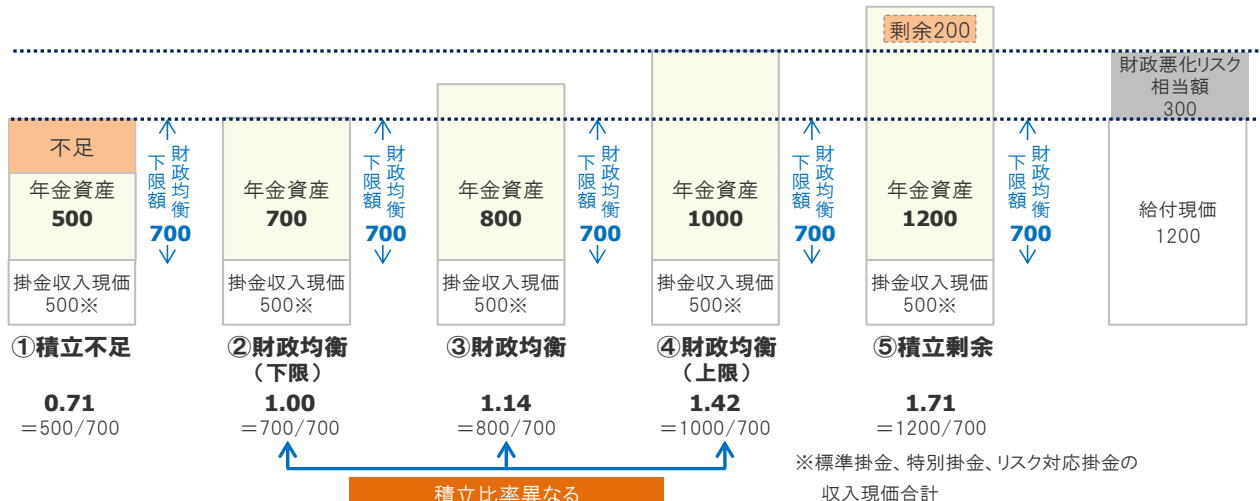 剰余200
財政悪化リスク
相当額
300
不足
年金資産
500
財政均衡
下限額
700
年金資産
700
財政均衡
下限額
700
年金資産
800
財政均衡
下限額
700
年金資産
1000
財政均衡
下限額
700
年金資産
1200
財政均衡
下限額
700
給付現価
1200
掛金収入現価
500※
掛金収入現価
500※
掛金収入現価
500※
掛金収入現価
500※
掛金収入現価
500※
①積立不足
②財政均衡
（下限）
③財政均衡
④財政均衡
（上限）
⑤積立剰余
0.71
=500/700
1.00
=700/700
1.14
=800/700
1.42
=1000/700
1.71
=1200/700
積立比率異なる
※標準掛金、特別掛金、リスク対応掛金の
収入現価合計